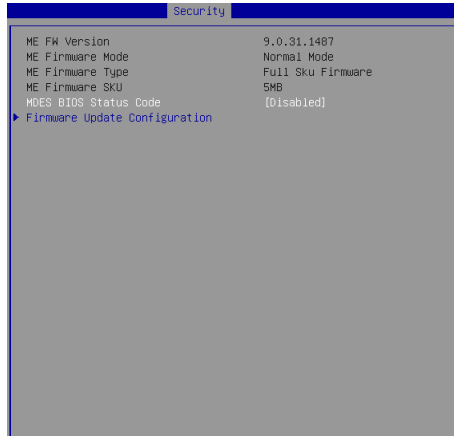 Security
ME FW Version 9.0.31.1487
ME Firmware Mode Normal Mode
ME Firmware Type Full Sku Firmware
ME Firmware SKU 5MB
MDES BIOS Status Code [Disabled]
Firmware Update Configuration